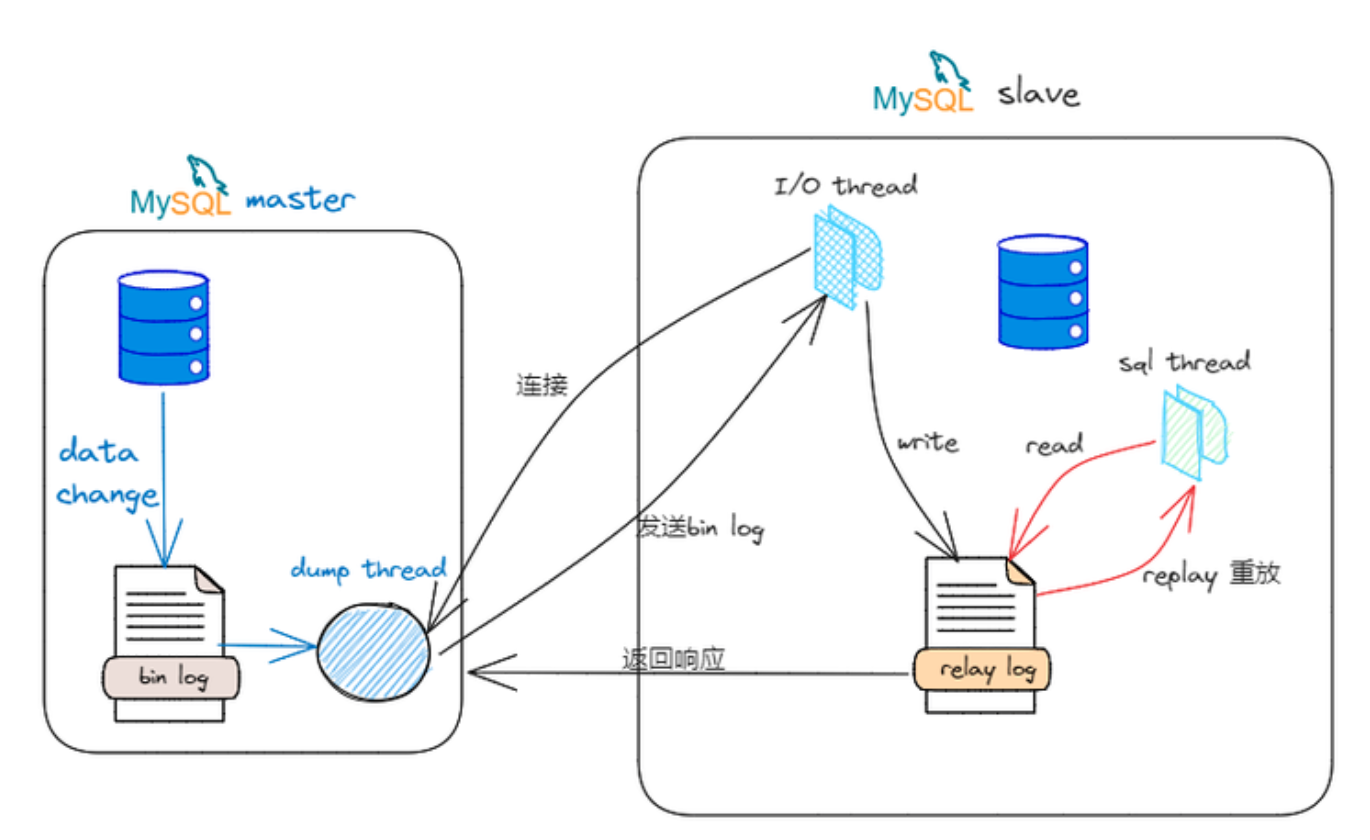 MySQL slave
MySQL master
I/O thread
sql thread
连接
data
change
write
read
发送bin log
dump thread
replay 重放
返回响应
bin log
relay log